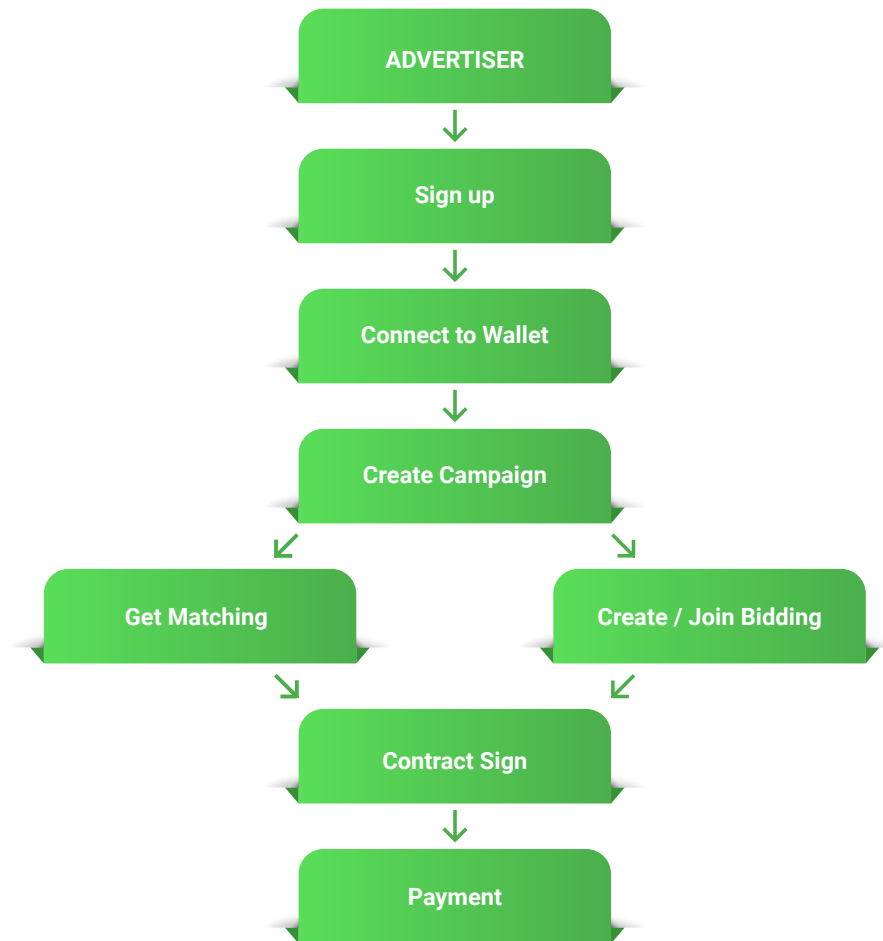 ADVERTISER
Sign up
Connect to Wallet
Create Campaign
Get Matching
Create / Join Bidding
Contract Sign
Payment